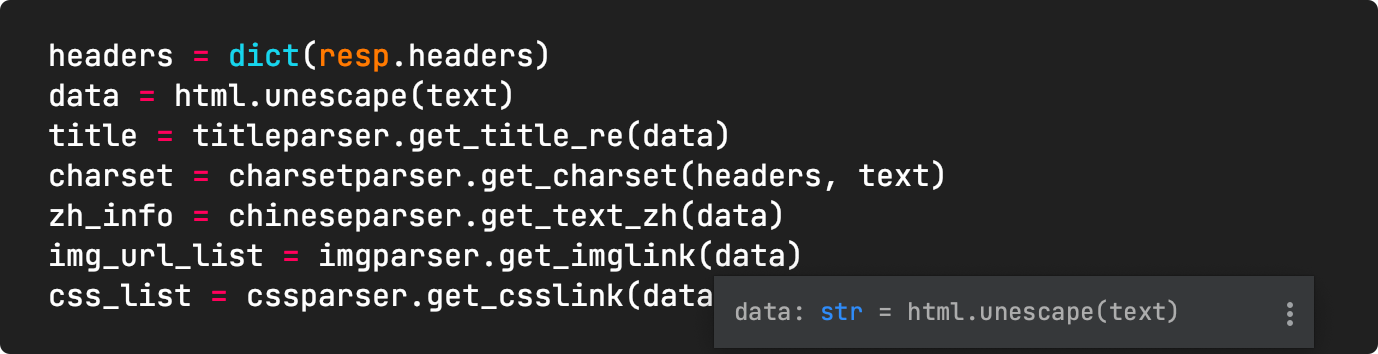 headers = dict(resp.headers)
data = html.unescape(text)
title = titleparser.get_title_re(data)
charset = charsetparser.get_charset(headers, text)
zh_info = chineseparser.get_text_zh(data)
img_url_list = imgparser.get_imglink(data)
css_list = cssparser.get_csslink(data
data: str = html.unescape(text)